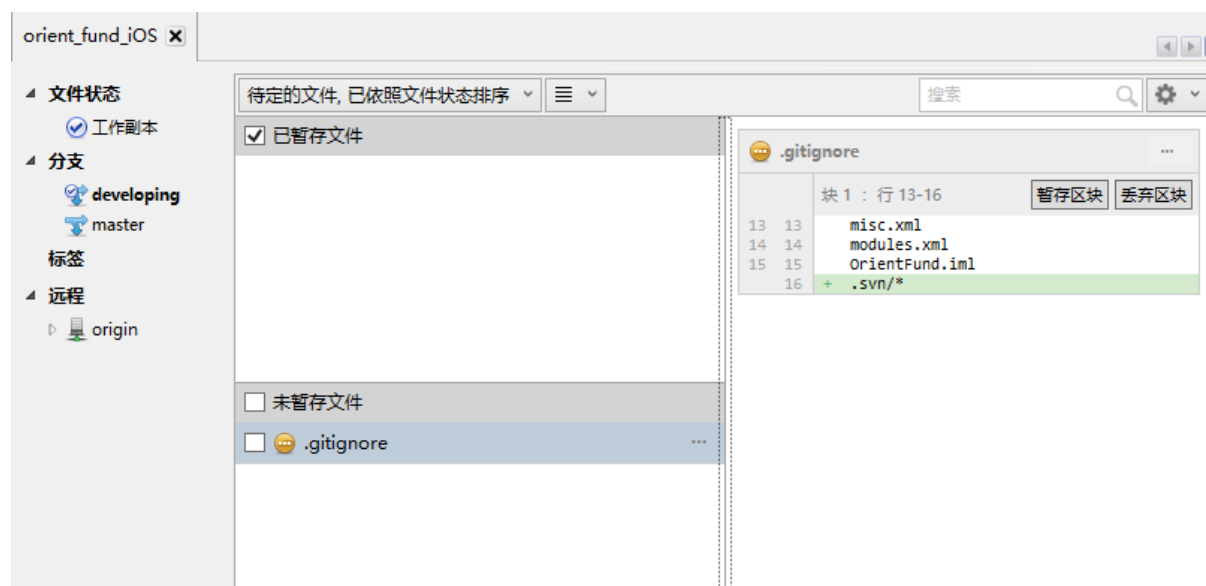 orient_fund_iOS
文件状态
工作副本
分支
developing
master
标签
远程
origin
待定的文件, 已依照文件状态排序
搜索
已暂存文件
未暂存文件
.gitignore
.gitignore
块 1 : 行 13-16 暂存区块 丢弃区块
13 13 misc.xml
14 14 modules.xml
15 15 OrientFund.iml
16 + .svn/*